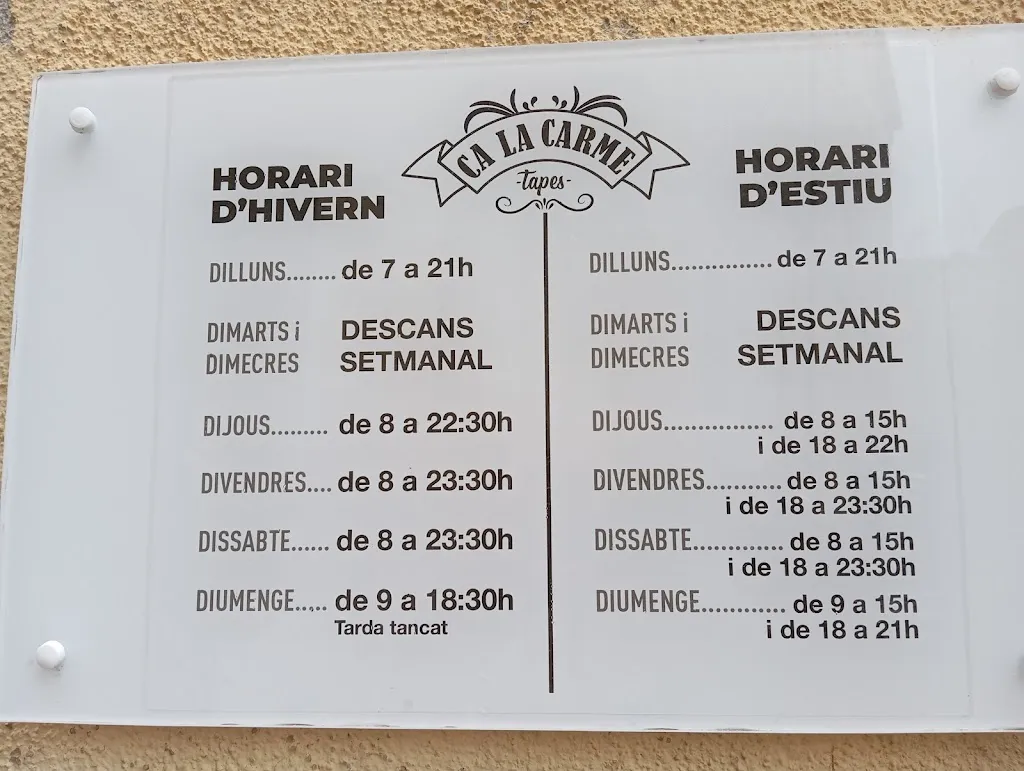 CA LA CARME
-tapes-
HORARI
D'HIVERN
DILLUNS........ de 7 a 21h
DIMARTS i DESCANS
DIMECRES SETMANAL
DIJOUS......... de 8 a 22:30h
DIVENDRES.... de 8 a 23:30h
DISSABTE...... de 8 a 23:30h
DIUMENGE..... de 9 a 18:30h
Tarda tancat
HORARI
D'ESTIU
DILLUNS............... de 7 a 21h
DIMARTS i DESCANS
DIMECRES SETMANAL
DIJOUS................ de 8 a 15h
i de 18 a 22h
DIVENDRES........... de 8 a 15h
i de 18 a 23:30h
DISSABTE............. de 8 a 15h
i de 18 a 23:30h
DIUMENGE............ de 9 a 15h
i de 18 a 21h